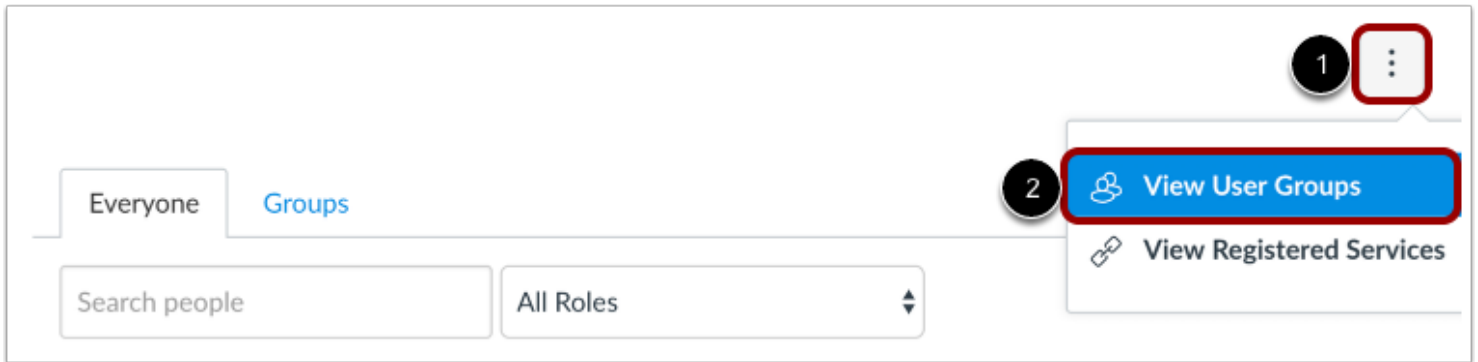 1
2
View User Groups
Everyone
Groups
View Registered Services
Search people
All Roles